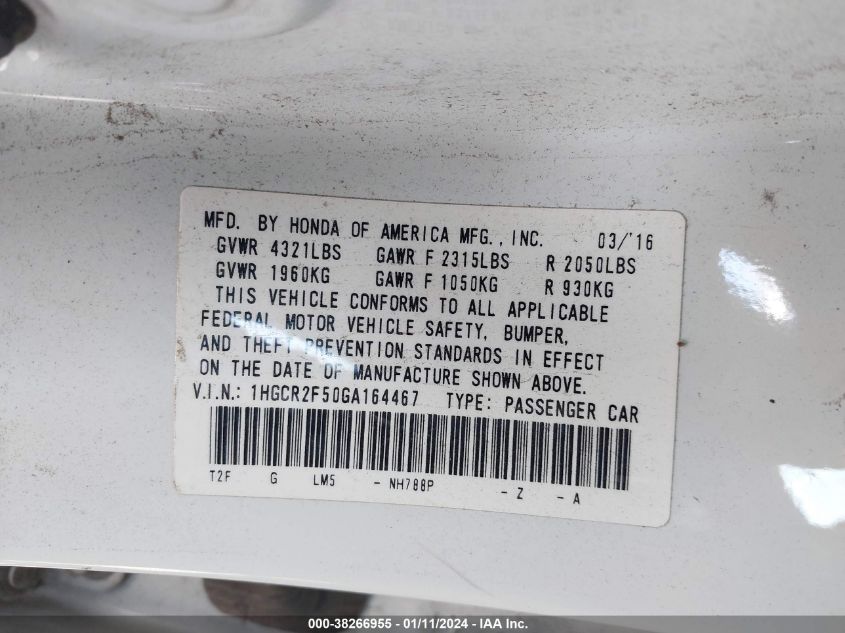 MFD. BY HONDA OF AMERICA MFG., INC. 03/'16
GVWR 4321LBS GAWR F 2315LBS R 2050LBS
GVWR 1960KG GAWR F 1050KG R 930KG
THIS VEHICLE CONFORMS TO ALL APPLICABLE
FEDERAL MOTOR VEHICLE SAFETY, BUMPER,
AND THEFT PREVENTION STANDARDS IN EFFECT
ON THE DATE OF MANUFACTURE SHOWN ABOVE.
V.I.N.: 1HGCR2F50GA164467 TYPE: PASSENGER CAR
T2F G LM5 - NH788P - Z - A
000-38266955 - 01/11/2024 - IAA Inc.